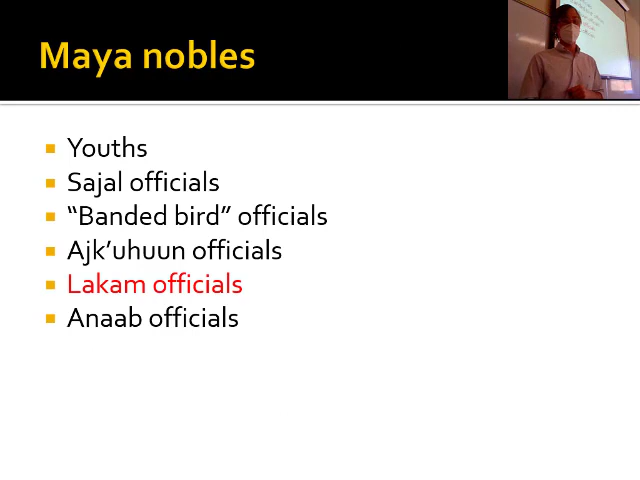 Maya nobles
Youths
Sajal officials
“Banded bird” officials
Ajk’uhuun officials
Lakam officials
Anaab officials